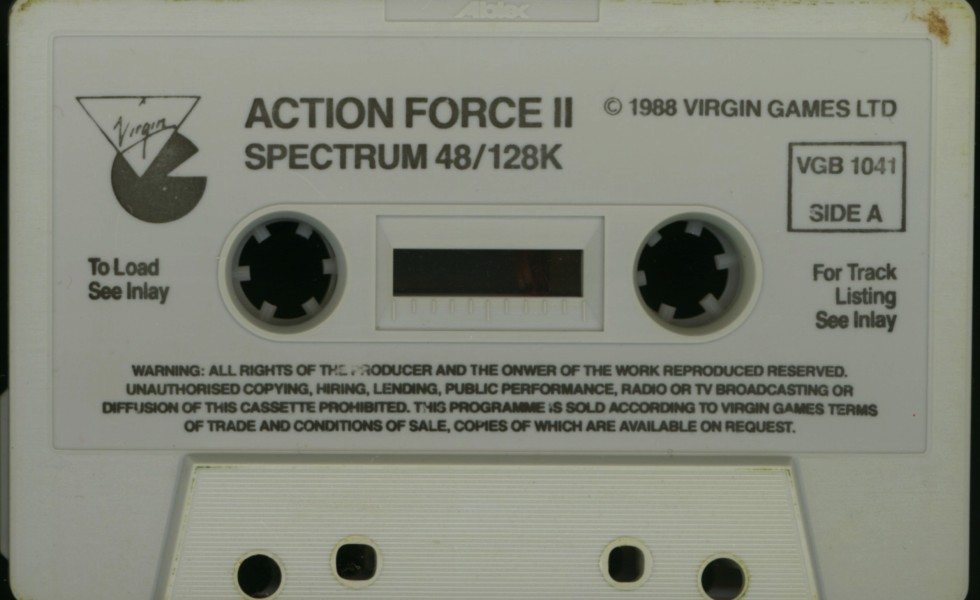 Ablex
Virgin
ACTION FORCE II
SPECTRUM 48/128K
© 1988 VIRGIN GAMES LTD
VGB 1041
SIDE A
To Load
See Inlay
For Track
Listing
See Inlay
WARNING: ALL RIGHTS OF THE PRODUCER AND THE ONWER OF THE WORK REPRODUCED RESERVED.
UNAUTHORISED COPYING, HIRING, LENDING, PUBLIC PERFORMANCE, RADIO OR TV BROADCASTING OR
DIFFUSION OF THIS CASSETTE PROHIBITED. THIS PROGRAMME IS SOLD ACCORDING TO VIRGIN GAMES TERMS
OF TRADE AND CONDITIONS OF SALE, COPIES OF WHICH ARE AVAILABLE ON REQUEST.